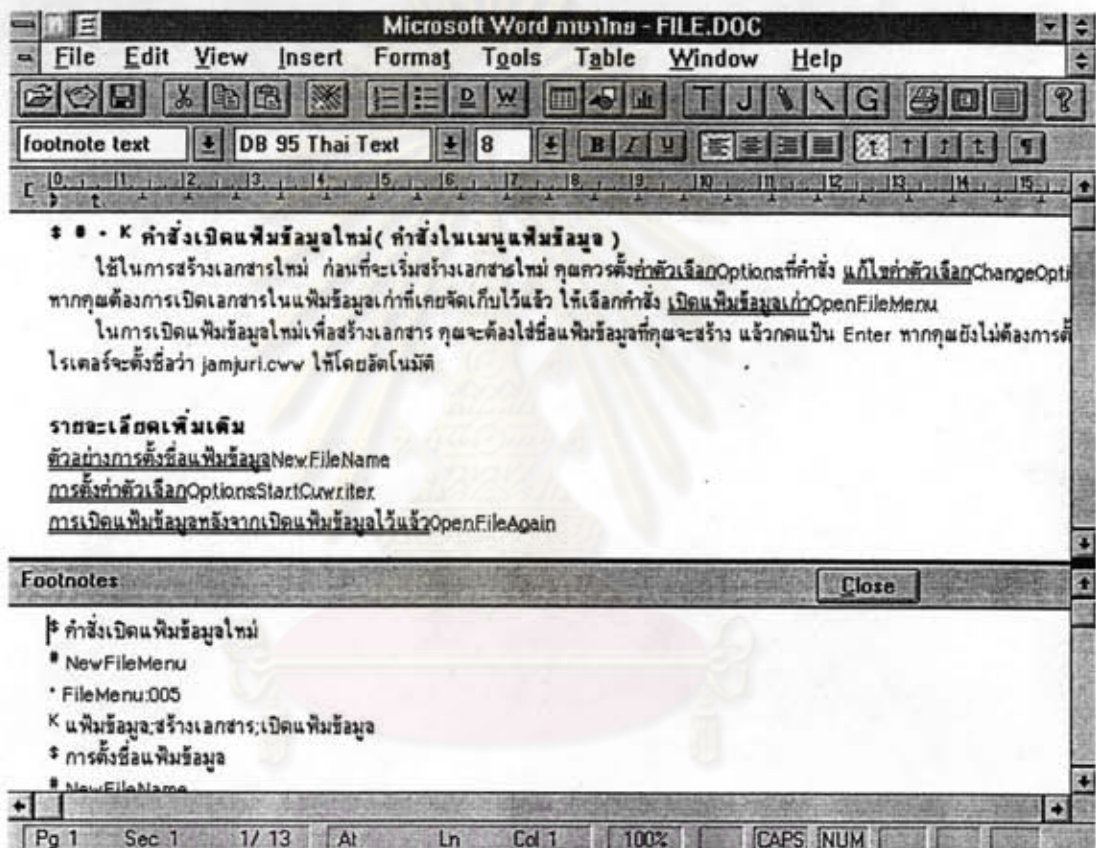 Microsoft Word ภาษาไทย - FILE.DOC
File Edit View Insert Format Tools Table Window Help
footnote text DB 95 Thai Text 8 B I U
0 1 2 3 4 5 6 7 8 9 10 11 12 13 14 15
$ # + K คำสั่งเปิดแฟ้มข้อมูลใหม่( คำสั่งในเมนูแฟ้มข้อมูล )
ใช้ในการสร้างเอกสารใหม่ ก่อนที่จะเริ่มสร้างเอกสารใหม่ คุณควรตั้งค่าตัวเลือกOptionsที่คำสั่ง แก้ไขค่าตัวเลือกChangeOpti
หากคุณต้องการเปิดเอกสารในแฟ้มข้อมูลเก่าที่เคยจัดเก็บไว้แล้ว ให้เลือกคำสั่ง เปิดแฟ้มข้อมูลเก่าOpenFileMenu
ในการเปิดแฟ้มข้อมูลใหม่เพื่อสร้างเอกสาร คุณจะต้องใส่ชื่อแฟ้มข้อมูลที่คุณจะสร้าง แล้วกดแป้น Enter หากคุณยังไม่ต้องการตั้
ไรเตอร์จะตั้งชื่อว่า jamjuri.cww ให้โดยอัตโนมัติ
รายละเอียดเพิ่มเติม
ตัวอย่างการตั้งชื่อแฟ้มข้อมูลNewFileName
การตั้งค่าตัวเลือกOptionsStartCuwriter
การเปิดแฟ้มข้อมูลหลังจากเปิดแฟ้มข้อมูลไว้แล้วOpenFileAgain
Footnotes Close
$ คำสั่งเปิดแฟ้มข้อมูลใหม่
# NewFileMenu
+ FileMenu:005
K แฟ้มข้อมูล;สร้างเอกสาร;เปิดแฟ้มข้อมูล
$ การตั้งชื่อแฟ้มข้อมูล
# NewFileName
Pg 1 Sec 1 1/ 13 At Ln Col 1 100% CAPS NUM